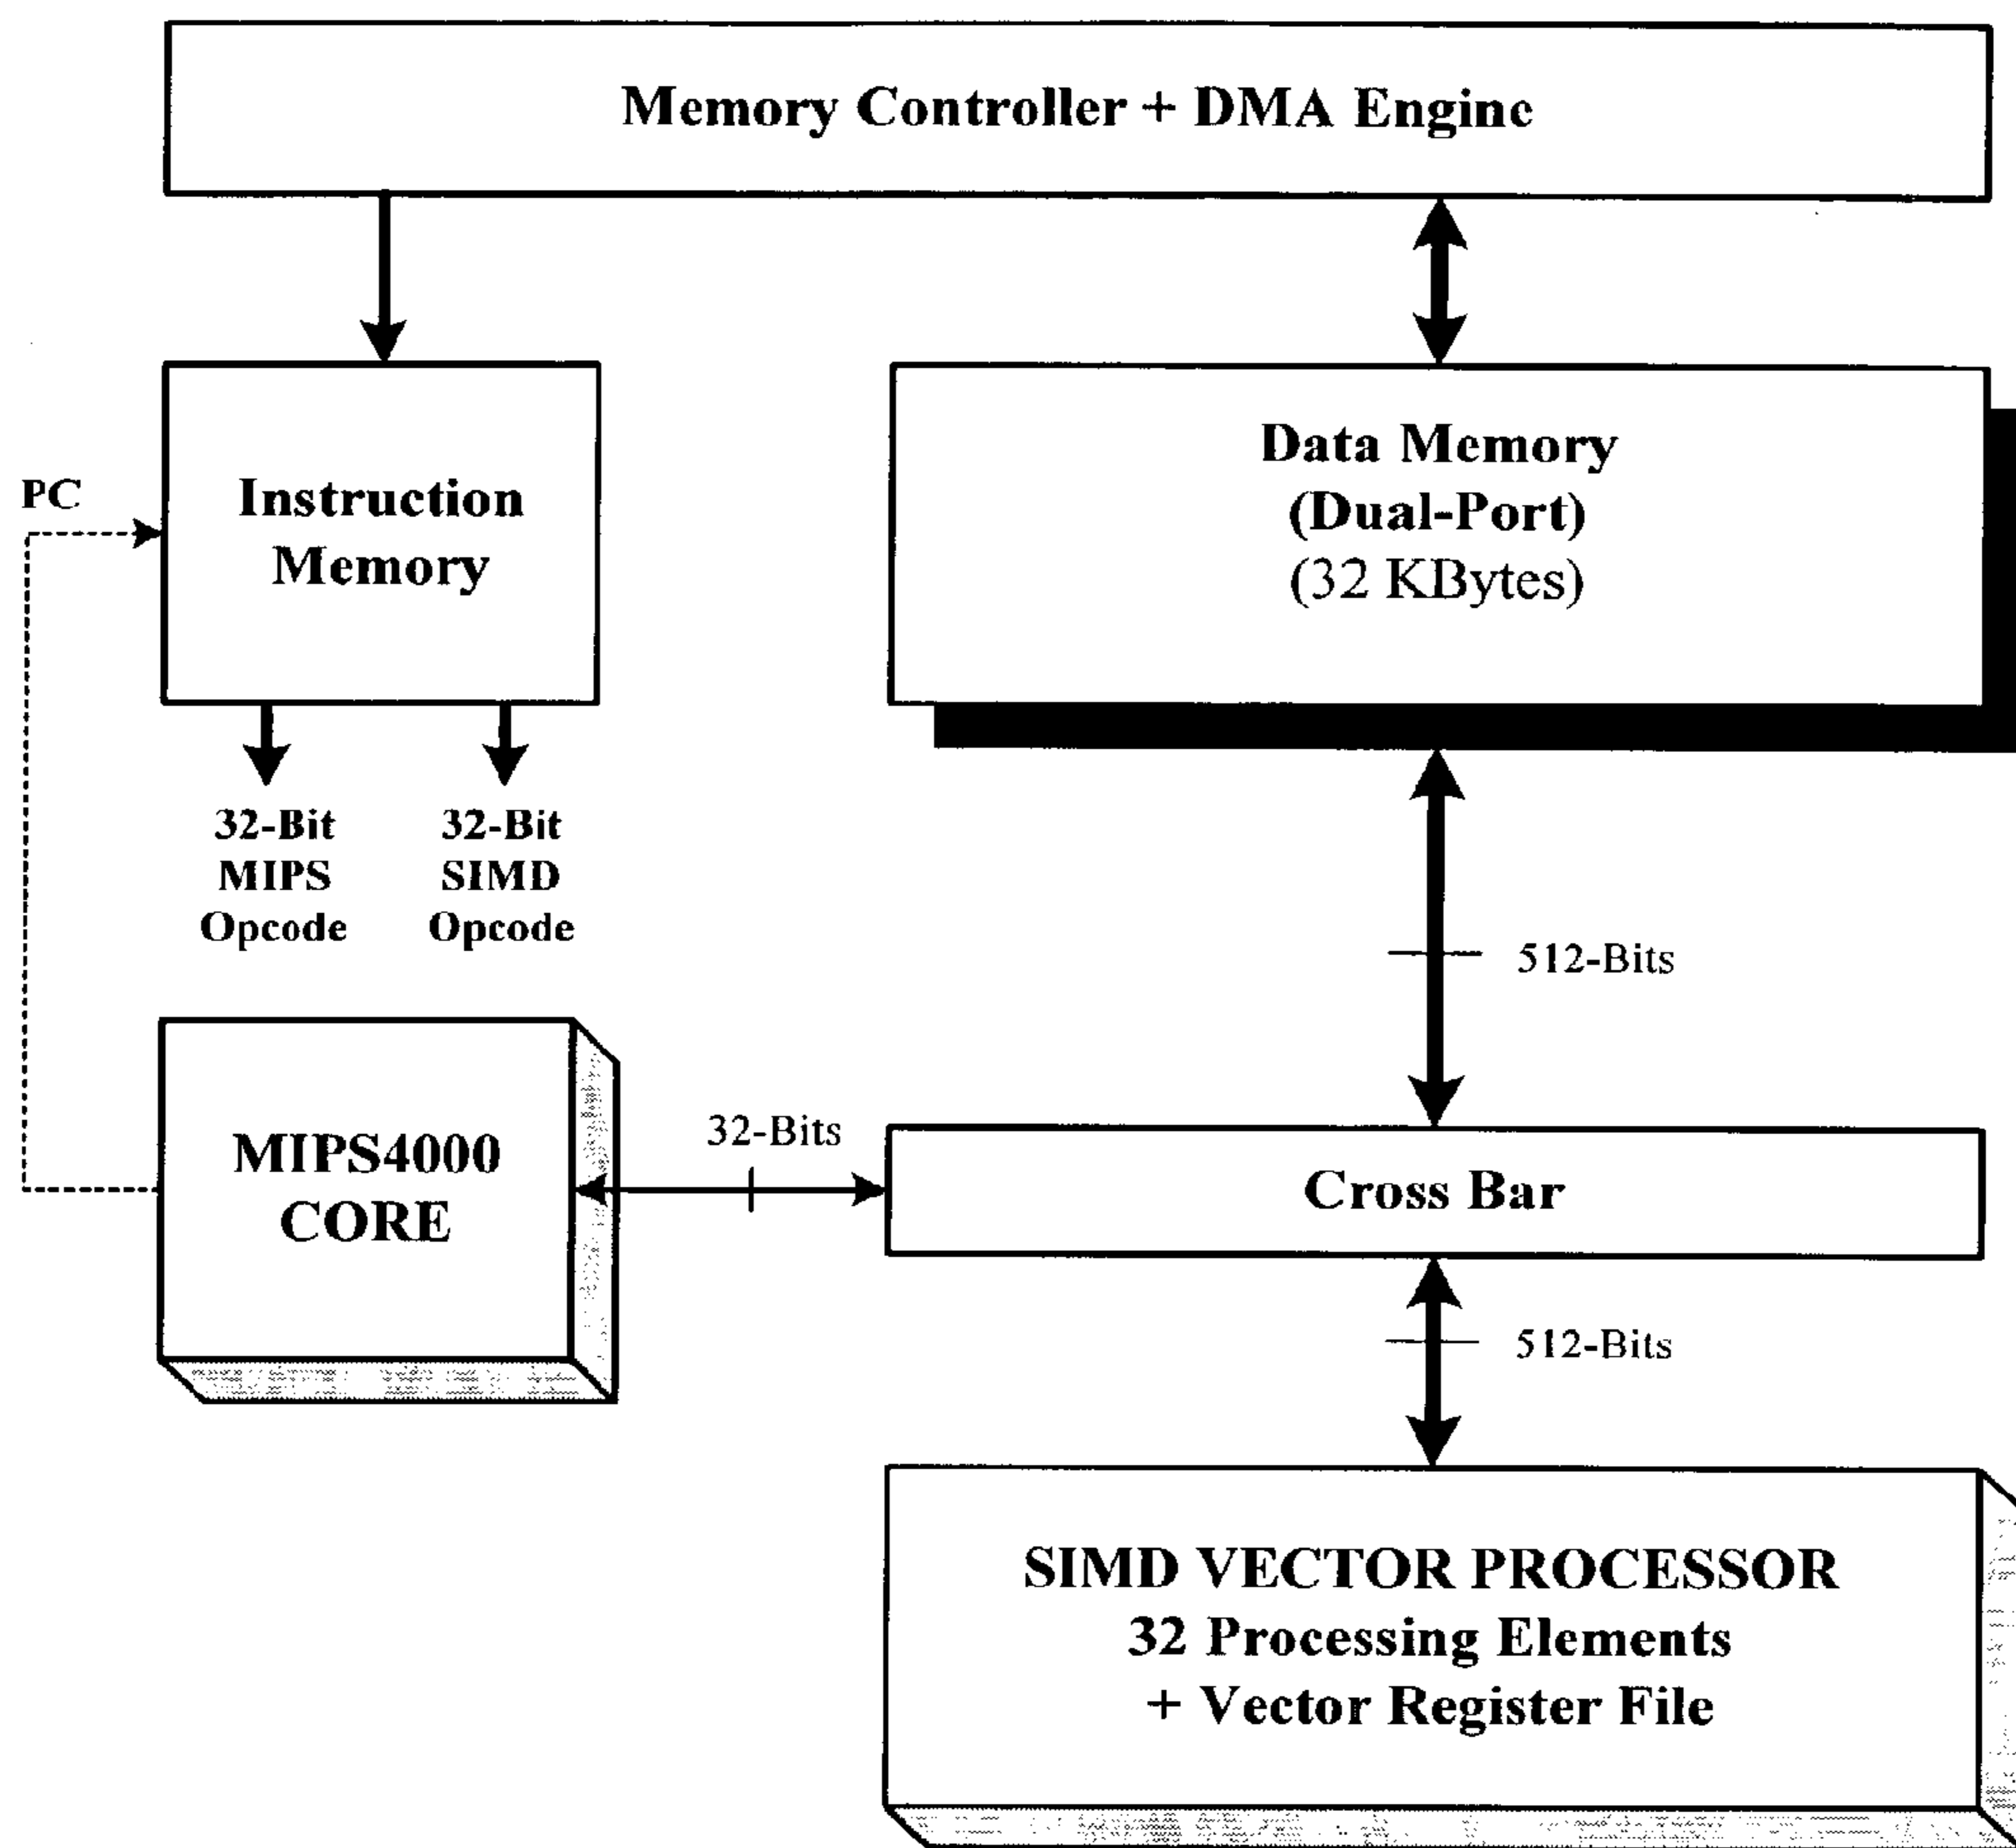 Memory Controller + DMA Engine
PC
Instruction
Memory
Data Memory
(Dual-Port)
(32 KBytes)
32-Bit
MIPS
Opcode
32-Bit
SIMD
Opcode
512-Bits
MIPS4000
CORE
32-Bits
Cross Bar
512-Bits
SIMD VECTOR PROCESSOR
32 Processing Elements
+ Vector Register File